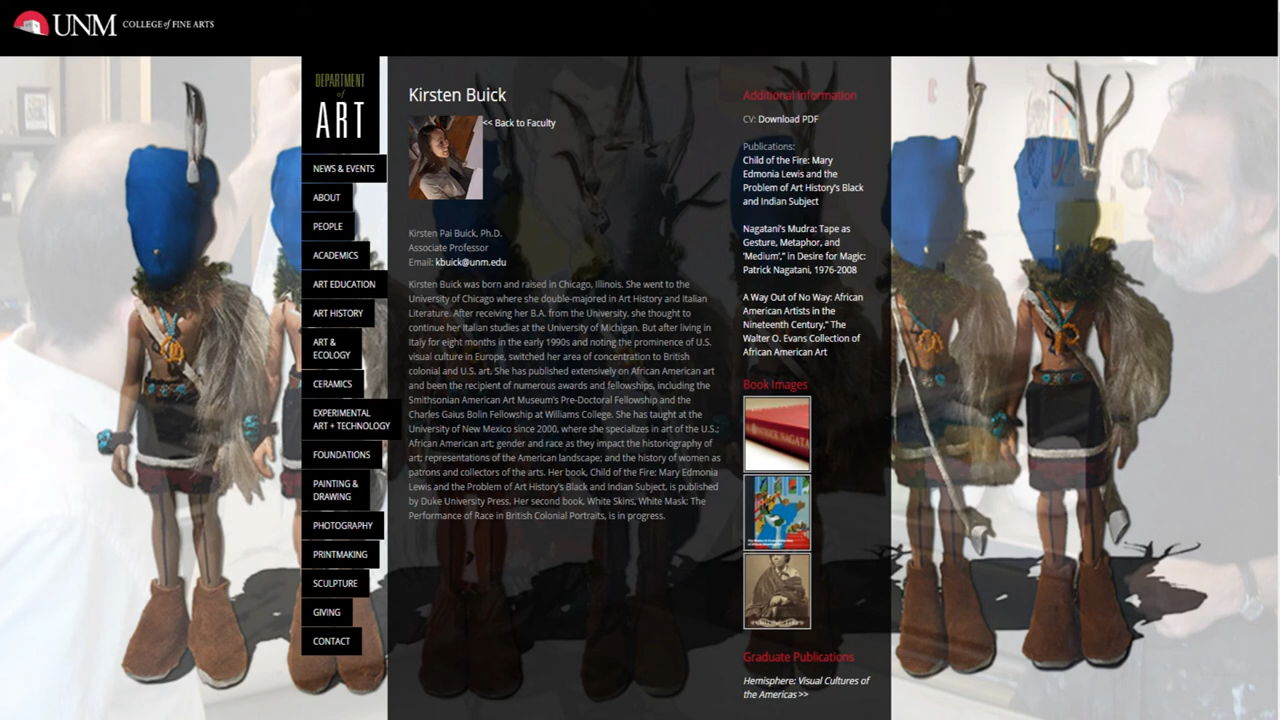 UNM COLLEGE of FINE ARTS
DEPARTMENT
of
ART
NEWS & EVENTS
ABOUT
PEOPLE
ACADEMICS
ART EDUCATION
ART HISTORY
ART &
ECOLOGY
CERAMICS
EXPERIMENTAL
ART + TECHNOLOGY
FOUNDATIONS
PAINTING &
DRAWING
PHOTOGRAPHY
PRINTMAKING
SCULPTURE
GIVING
CONTACT
Kirsten Buick
<< Back to Faculty
Kirsten Pai Buick, Ph.D.
Associate Professor
Email: kbuick@unm.edu
Kirsten Buick was born and raised in Chicago, Illinois. She went to the
University of Chicago where she double-majored in Art History and Italian
Literature. After receiving her B.A. from the University, she thought to
continue her Italian studies at the University of Michigan. But after living in
Italy for eight months in the early 1990s and noting the prominence of U.S.
visual culture in Europe, switched her area of concentration to British
colonial and U.S. art. She has published extensively on African American art
and been the recipient of numerous awards and fellowships, including the
Smithsonian American Art Museum's Pre-Doctoral Fellowship and the
Charles Gaius Bolin Fellowship at Williams College. She has taught at the
University of New Mexico since 2000, where she specializes in art of the U.S.;
African American art; gender and race as they impact the historiography of
art; representations of the American landscape; and the history of women as
patrons and collectors of the arts. Her book, Child of the Fire: Mary Edmonia
Lewis and the Problem of Art History's Black and Indian Subject, is published
by Duke University Press. Her second book, White Skins, White Mask: The
Performance of Race in British Colonial Portraits, is in progress.
Additional Information
CV: Download PDF
Publications:
Child of the Fire: Mary
Edmonia Lewis and the
Problem of Art History's Black
and Indian Subject
Nagatani's Mudra: Tape as
Gesture, Metaphor, and
'Medium'," in Desire for Magic:
Patrick Nagatani, 1976-2008
A Way Out of No Way: African
American Artists in the
Nineteenth Century," The
Walter O. Evans Collection of
African American Art
Book Images
Graduate Publications
Hemisphere: Visual Cultures of
the Americas >>